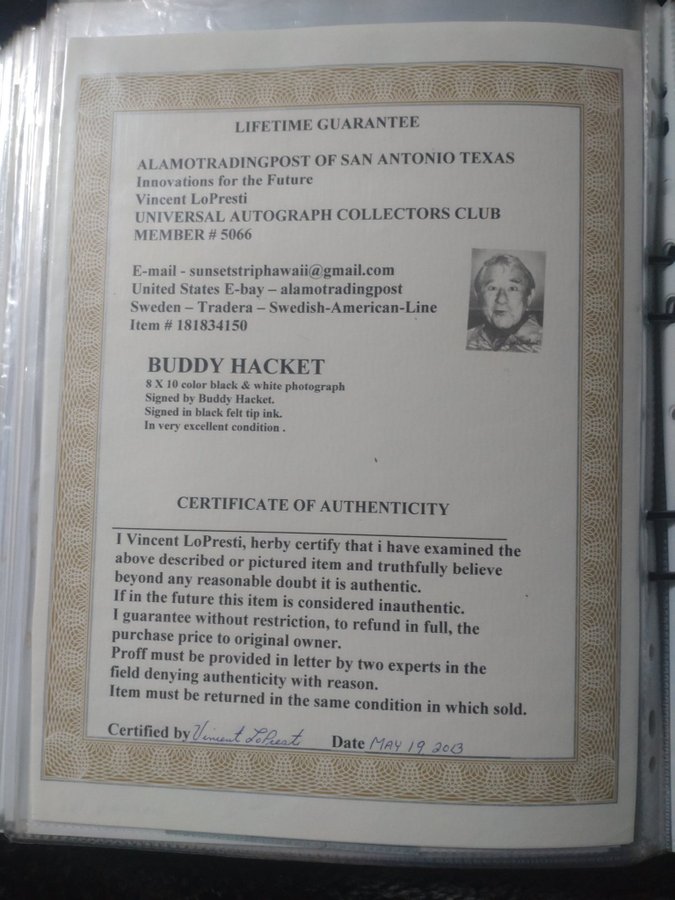 LIFETIME GUARANTEE
ALAMOTRADINGPOST OF SAN ANTONIO TEXAS
Innovations for the Future
Vincent LoPresti
UNIVERSAL AUTOGRAPH COLLECTORS CLUB
MEMBER # 5066
E-mail - sunsetstriphawaii@gmail.com
United States E-bay – alamotradingpost
Sweden – Tradera – Swedish-American-Line
Item # 181834150
BUDDY HACKET
8 X 10 color black & white photograph
Signed by Buddy Hacket.
Signed in black felt tip ink.
In very excellent condition .
CERTIFICATE OF AUTHENTICITY
I Vincent LoPresti, herby certify that i have examined the
above described or pictured item and truthfully believe
beyond any reasonable doubt it is authentic.
If in the future this item is considered inauthentic.
I guarantee without restriction, to refund in full, the
purchase price to original owner.
Proff must be provided in letter by two experts in the
field denying authenticity with reason.
Item must be returned in the same condition in which sold.
Certified by Vincent LoPresti Date MAY 19, 2013